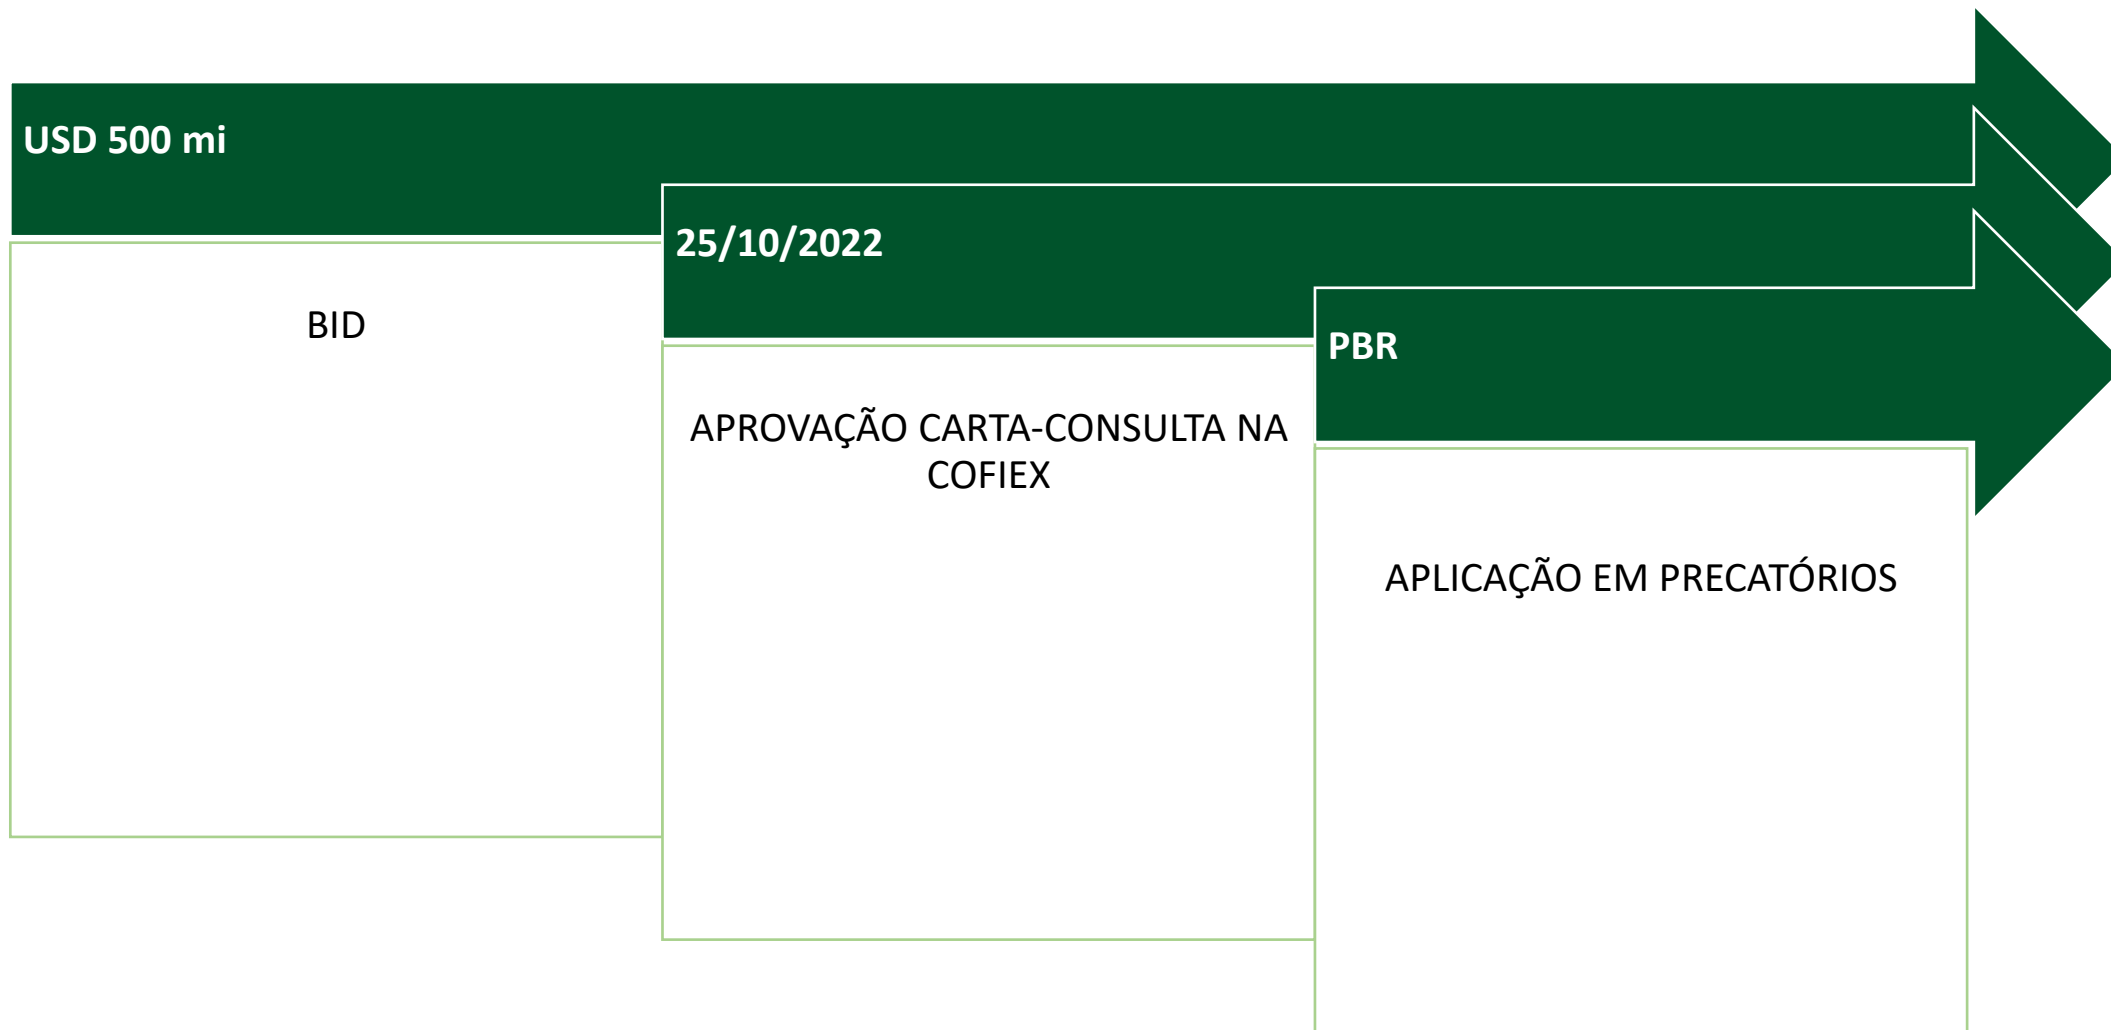 USD 500 mi
BID
25/10/2022
APROVAÇÃO CARTA-CONSULTA NA
COFIEX
PBR
APLICAÇÃO EM PRECATÓRIOS